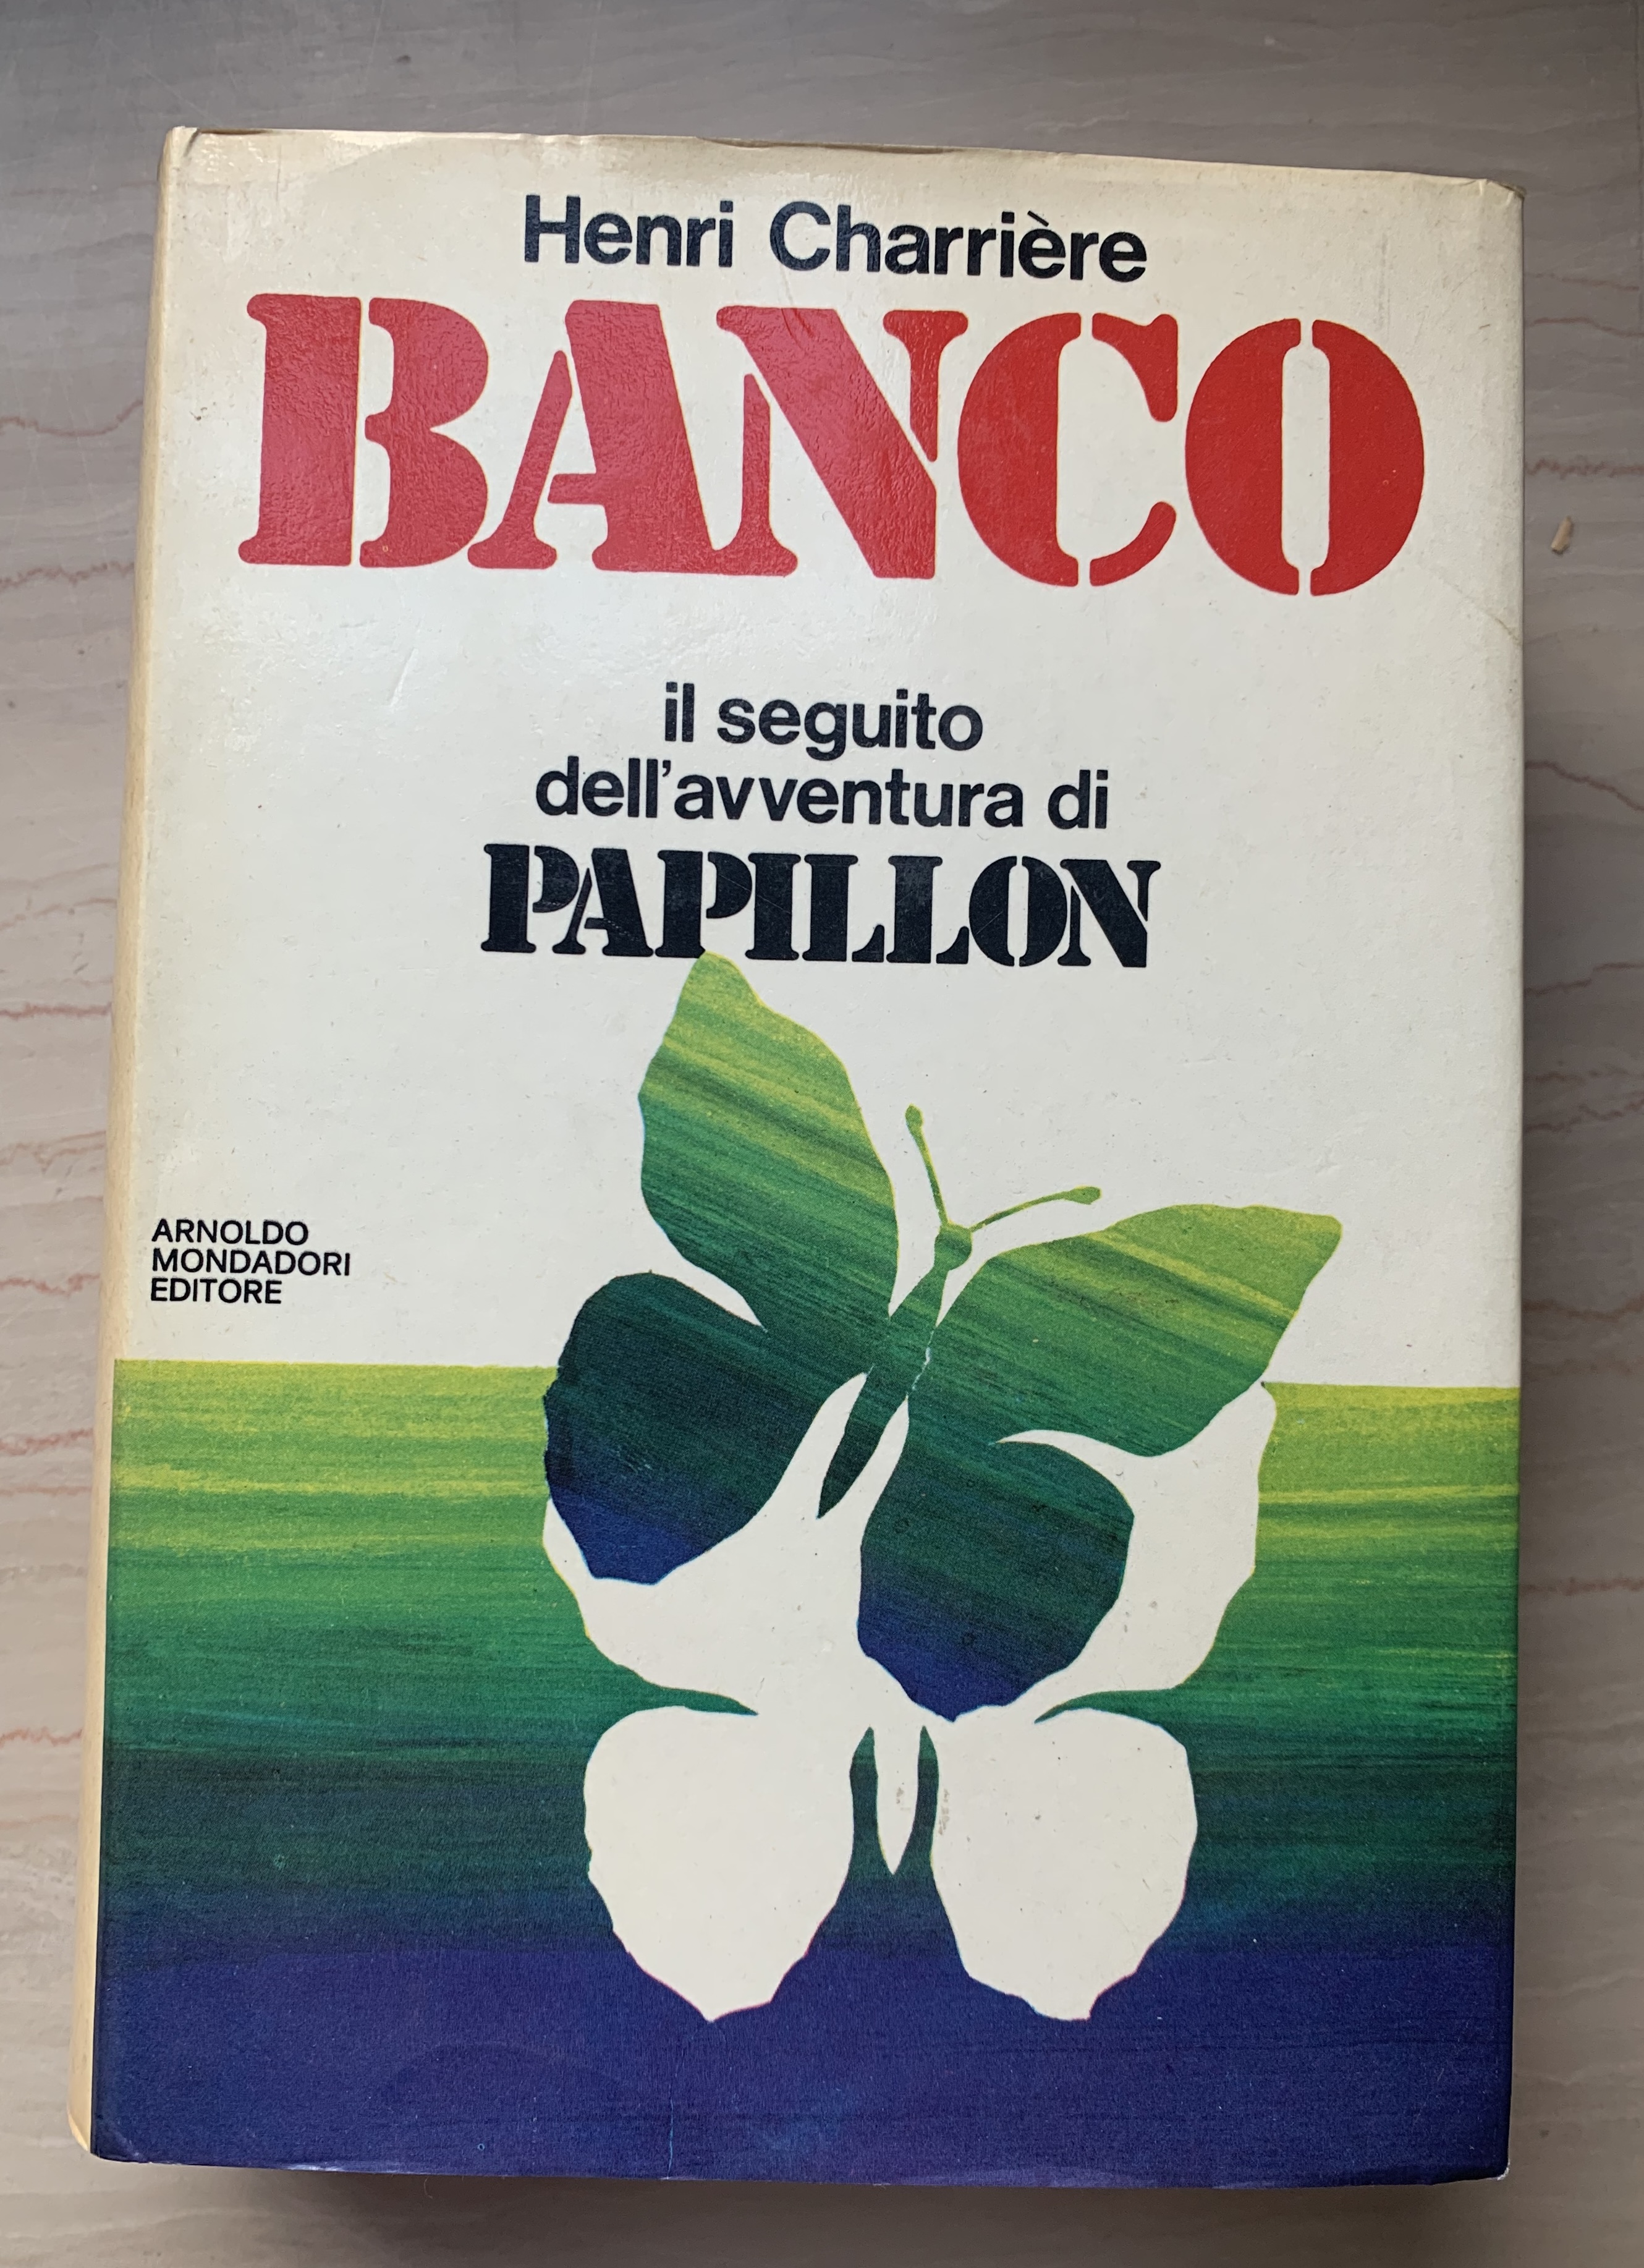 Henri Charrière
BANCO
il seguito
dell'avventura di
PAPILLON
ARNOLDO
MONDADORI
EDITORE